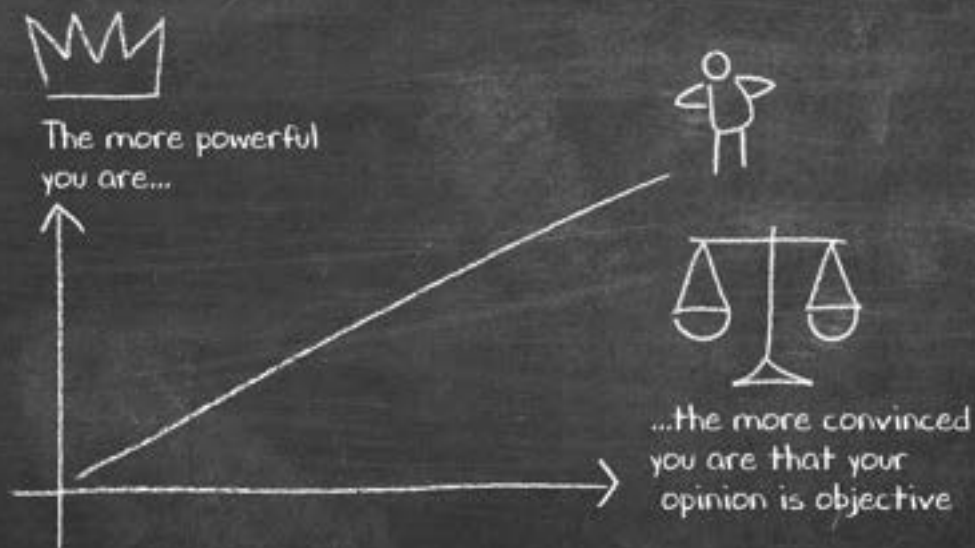 The more powerful
you are...
...the more convinced
you are that your
opinion is objective